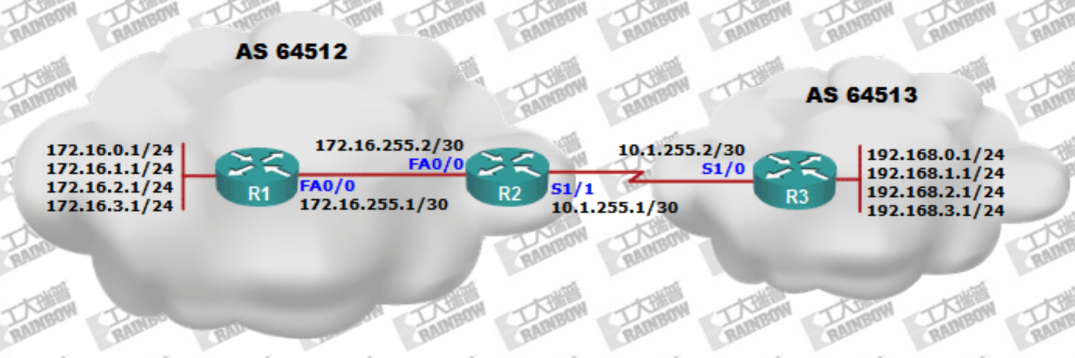 AS 64512
AS 64513
172.16.0.1/24
172.16.1.1/24
172.16.2.1/24
172.16.3.1/24
R1
FA0/0
172.16.255.1/30
172.16.255.2/30
FA0/0
R2
S1/1
10.1.255.1/30
10.1.255.2/30
S1/0
R3
192.168.0.1/24
192.168.1.1/24
192.168.2.1/24
192.168.3.1/24
工大瑞普
RAINBOW